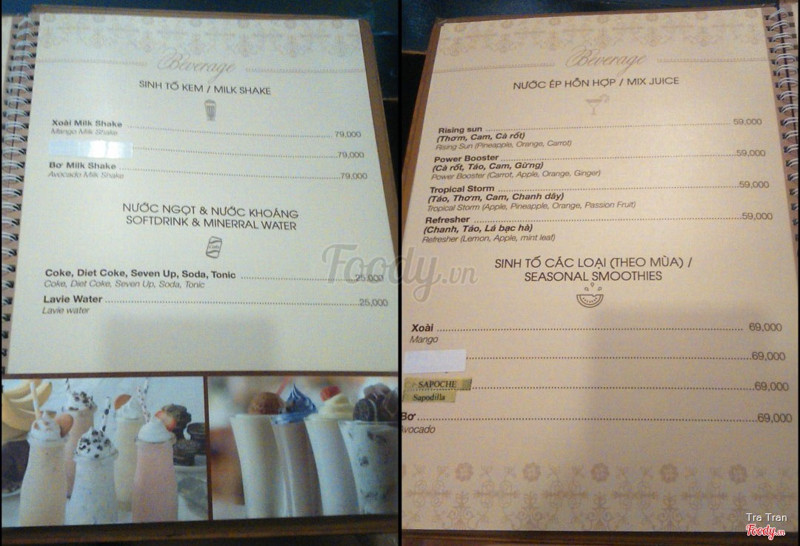 Beverage
SINH TỐ KEM / MILK SHAKE
Xoài Milk Shake 79,000
Mango Milk Shake
79,000
Bơ Milk Shake 79,000
Avocado Milk Shake
NƯỚC NGỌT & NƯỚC KHOÁNG
SOFTDRINK & MINERRAL WATER
Coke, Diet Coke, Seven Up, Soda, Tonic 25,000
Coke, Diet Coke, Seven Up, Soda, Tonic
Lavie Water 25,000
Lavie water
Beverage
NƯỚC ÉP HỖN HỢP / MIX JUICE
Rising sun 59,000
(Thơm, Cam, Cà rốt)
Rising Sun (Pineapple, Orange, Carrot)
Power Booster 59,000
(Cà rốt, Táo, Cam, Gừng)
Power Booster (Carrot, Apple, Orange, Ginger)
Tropical Storm 59,000
(Táo, Thơm, Cam, Chanh dây)
Tropical Storm (Apple, Pineapple, Orange, Passion Fruit)
Refresher 59,000
(Chanh, Táo, Lá bạc hà)
Refresher (Lemon, Apple, mint leaf)
SINH TỐ CÁC LOẠI (THEO MÙA) /
SEASONAL SMOOTHIES
Xoài 69,000
Mango
69,000
SAPOCHE 69,000
Sapodilla
Bơ 69,000
Avocado
Foody.vn
Tra Tran
Foody.vn